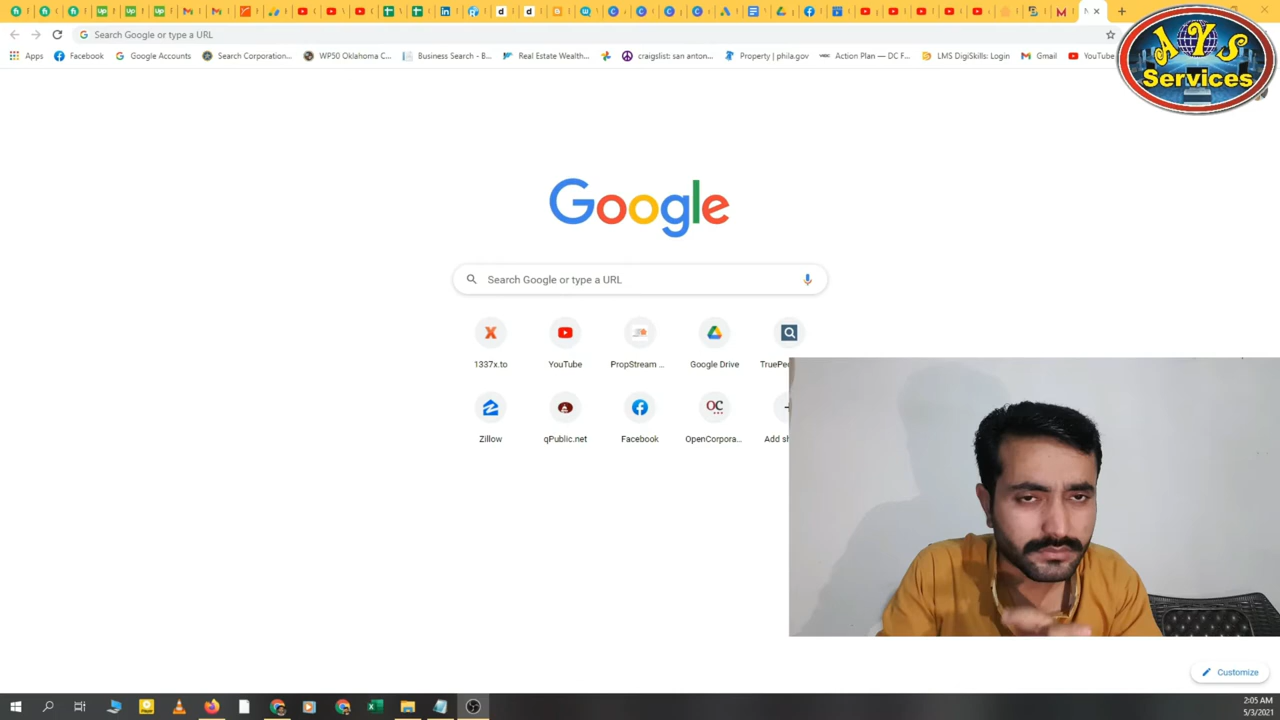 Search Google or type a URL
Apps
Facebook
Google Accounts
Search Corporation...
WP50 Oklahoma C...
Business Search - B...
Real Estate Wealth...
craigslist: san anton...
Property | phila.gov
Action Plan — DC F...
LMS DigiSkills: Login
Gmail
YouTube
AYS
Services
Google
Search Google or type a URL
1337x.to
YouTube
PropStream ...
Google Drive
TruePeo
Zillow
qPublic.net
Facebook
OC
OpenCorpora...
Add sh
Customize
2:05 AM
5/3/2021